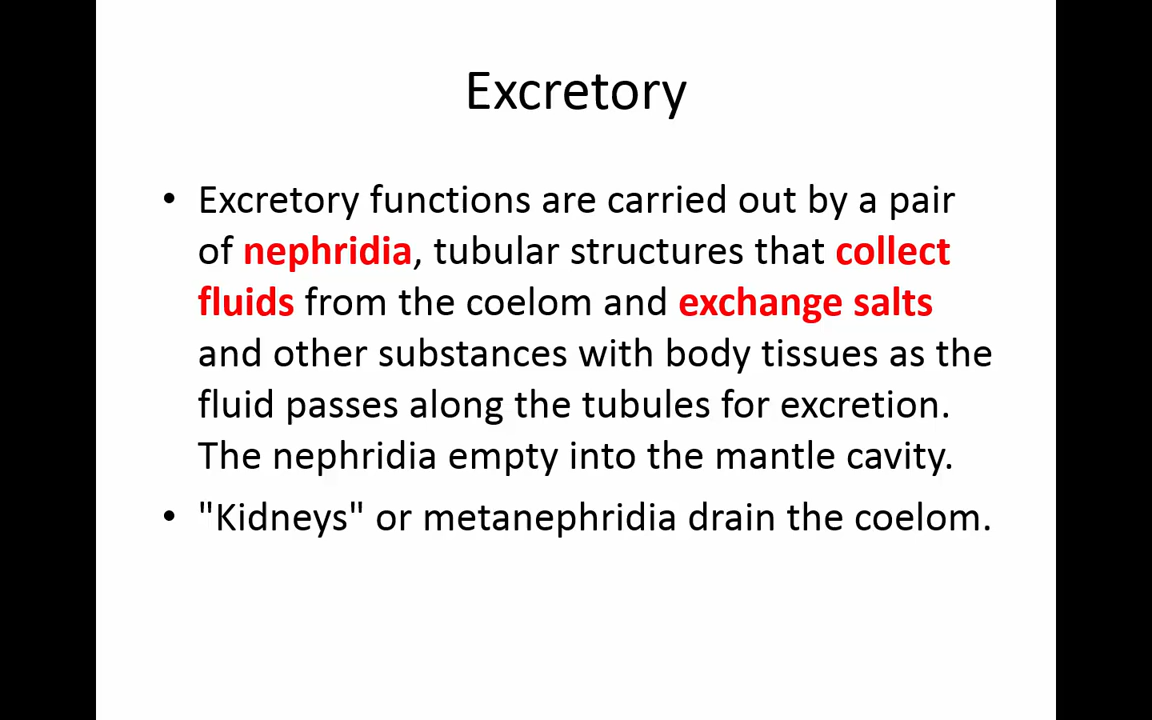 Excretory
• Excretory functions are carried out by a pair
of nephridia, tubular structures that collect
fluids from the coelom and exchange salts
and other substances with body tissues as the
fluid passes along the tubules for excretion.
The nephridia empty into the mantle cavity.
• "Kidneys" or metanephridia drain the coelom.